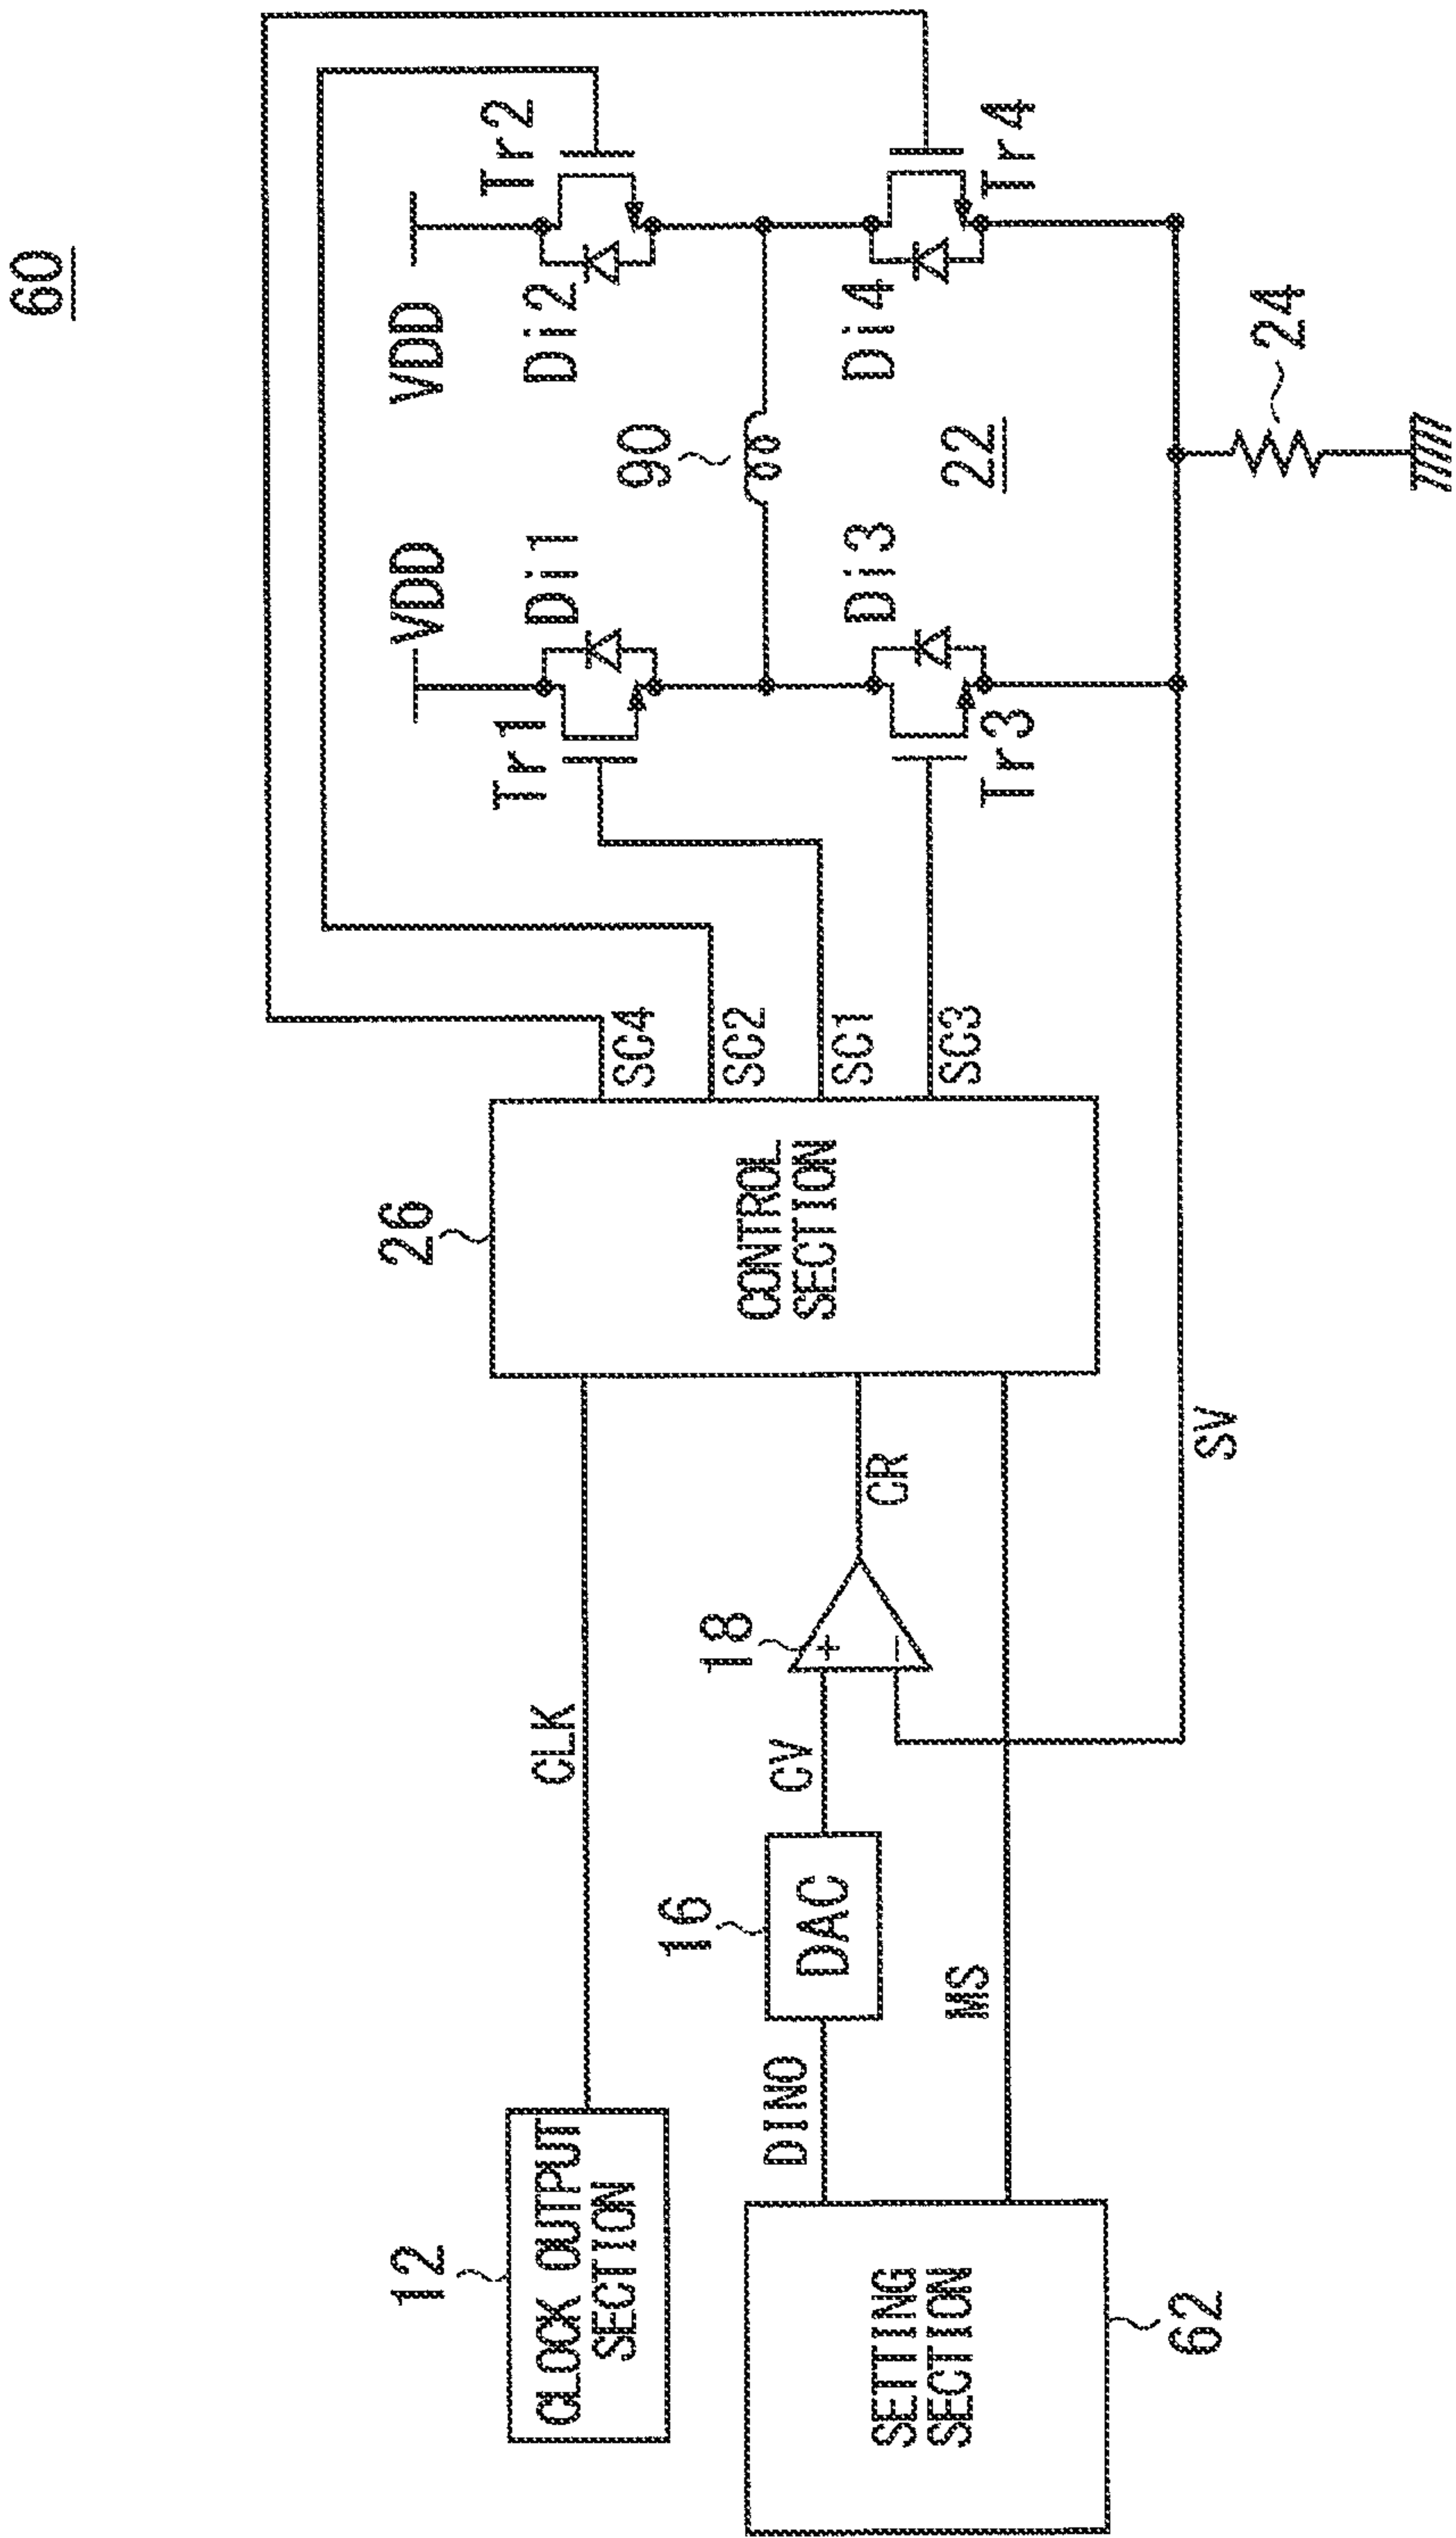 60
12
CLOCK OUTPUT
SECTION
CLK
62
SETTING
SECTION
DINO
16
DAC
CV
18
+
−
CR
MS
SV
26
CONTROL
SECTION
SC4
SC2
SC1
SC3
VDD
VDD
Tr1
Di1
Di2
Tr2
90
Tr3
Di3
22
Di4
Tr4
24